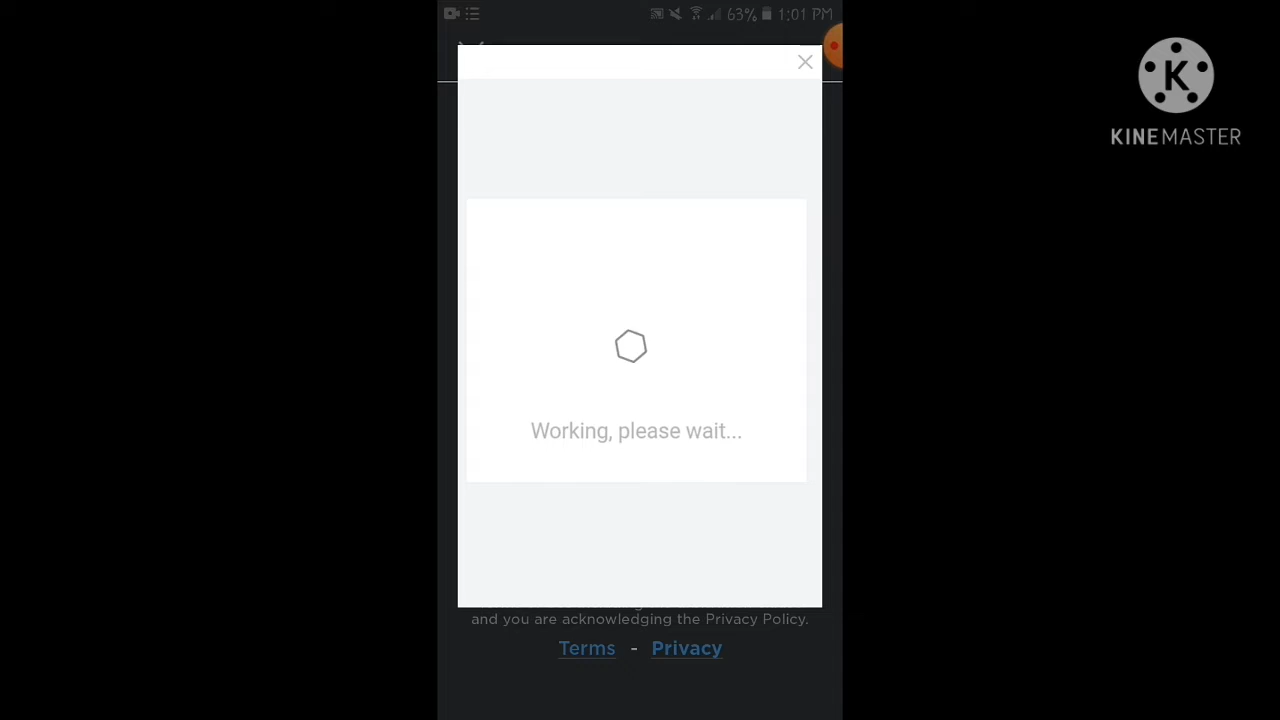 63% 1:01 PM
K
KINEMASTER
Working, please wait...
and you are acknowledging the Privacy Policy.
Terms - Privacy